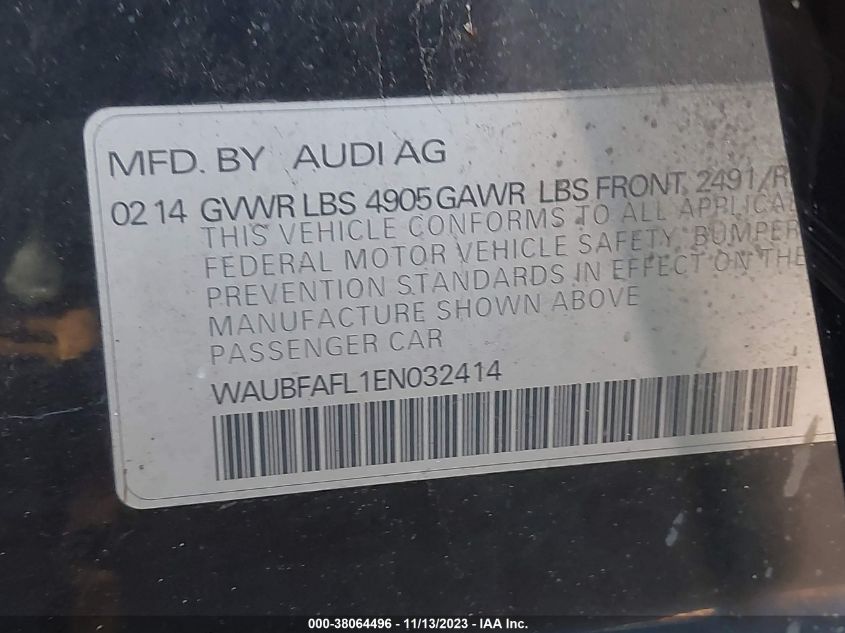 MFD. BY AUDI AG
02 14 GVWR LBS 4905 GAWR LBS FRONT, 2491/R
THIS VEHICLE CONFORMS TO ALL APPLICA
FEDERAL MOTOR VEHICLE SAFETY, BUMPER
PREVENTION STANDARDS IN EFFECT ON THE
MANUFACTURE SHOWN ABOVE
PASSENGER CAR
WAUBFAFL1EN032414
000-38064496 - 11/13/2023 - IAA Inc.